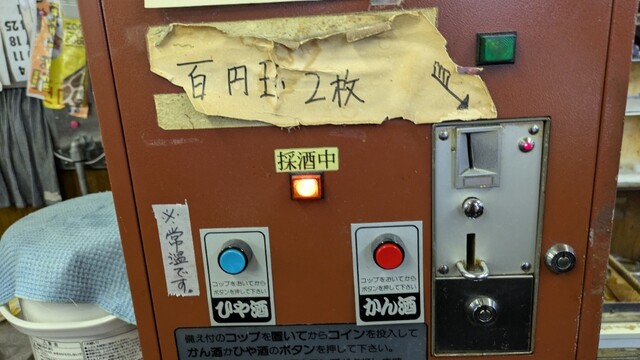 4 11 18 25
百円玉 2枚
採酒中
※常温です。
コップをおいてから
ボタンを押して下さい
ひや酒
コップをおいてから
ボタンを押して下さい
かん酒
備え付のコップを置いてからコインを投入して
かん酒かひや酒のボタンを押して下さい。